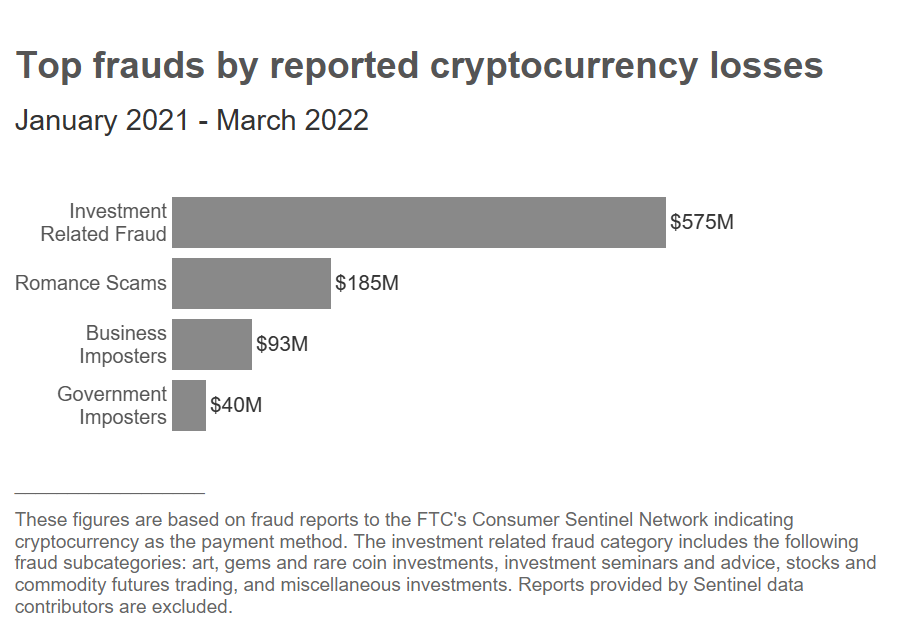 Top frauds by reported cryptocurrency losses
January 2021 - March 2022
Investment
Related Fraud
$575M
Romance Scams
$185M
Business
Imposters
$93M
Government
Imposters
$40M
These figures are based on fraud reports to the FTC's Consumer Sentinel Network indicating
cryptocurrency as the payment method. The investment related fraud category includes the following
fraud subcategories: art, gems and rare coin investments, investment seminars and advice, stocks and
commodity futures trading, and miscellaneous investments. Reports provided by Sentinel data
contributors are excluded.